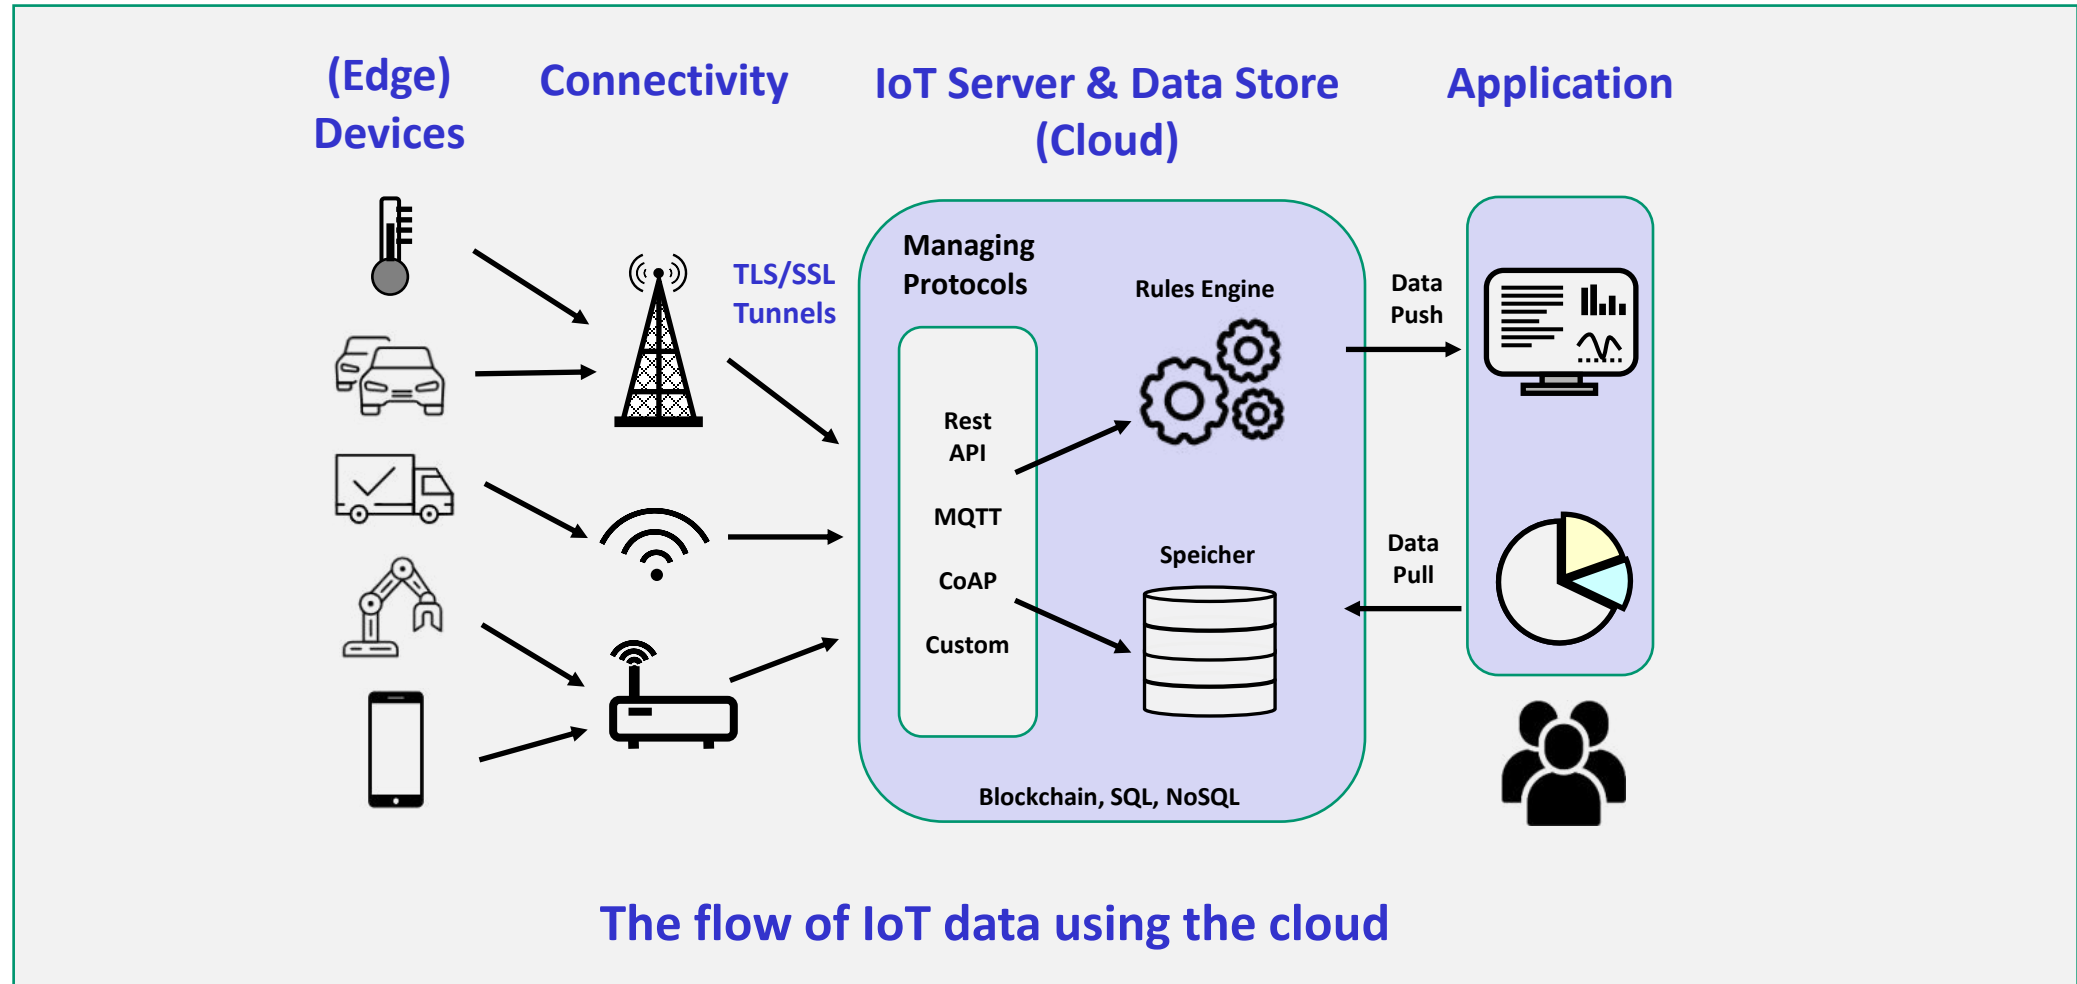 (Edge)
Devices
Connectivity
IoT Server & Data Store
(Cloud)
Application
TLS/SSL
Tunnels
Managing
Protocols
Rest
API
MQTT
CoAP
Custom
Rules Engine
Speicher
Blockchain, SQL, NoSQL
Data
Push
Data
Pull
The flow of IoT data using the cloud